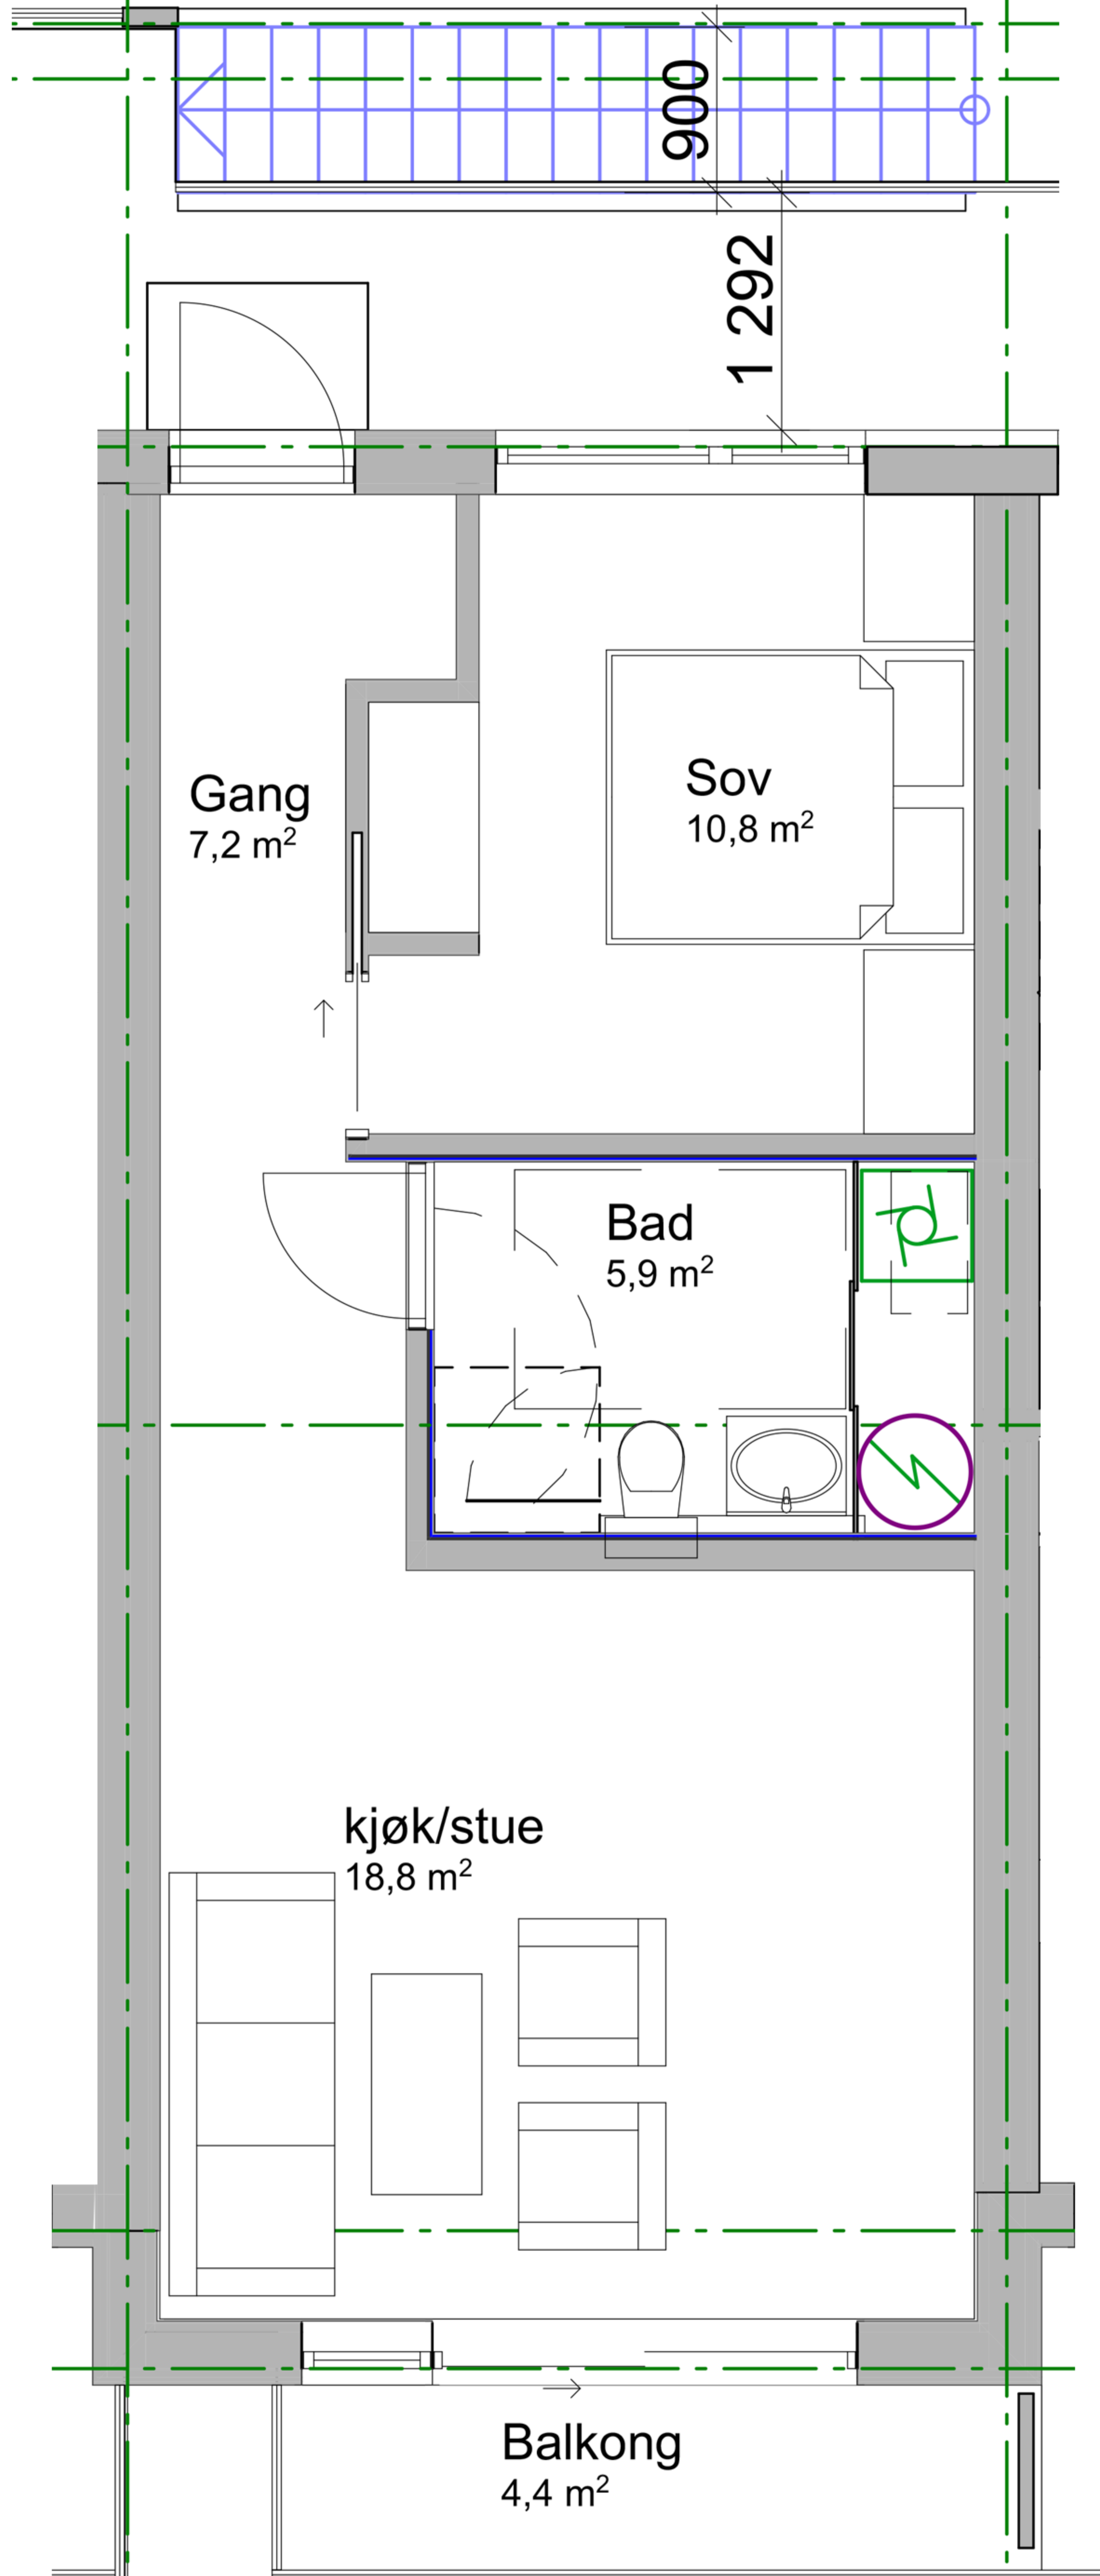 900
1 292
Gang
7,2 m²
Sov
10,8 m²
Bad
5,9 m²
kjøk/stue
18,8 m²
Balkong
4,4 m²